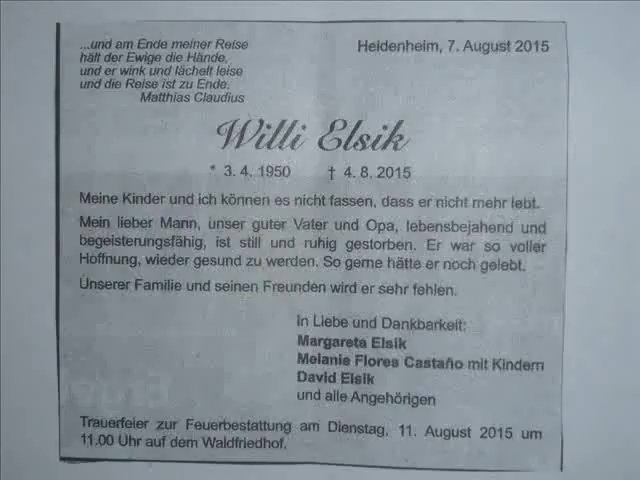 ...und am Ende meiner Reise
hält der Ewige die Hände,
und er wink und lächelt leise
und die Reise ist zu Ende.
Matthias Claudius
Heidenheim, 7. August 2015
Willi Elsik
* 3. 4. 1950 † 4. 8. 2015
Meine Kinder und ich können es nicht fassen, dass er nicht mehr lebt.
Mein lieber Mann, unser guter Vater und Opa, lebensbejahend und
begeisterungsfähig, ist still und ruhig gestorben. Er war so voller
Hoffnung, wieder gesund zu werden. So gerne hätte er noch gelebt.
Unserer Familie und seinen Freunden wird er sehr fehlen.
In Liebe und Dankbarkeit:
Margareta Elsik
Melanie Flores Castaño mit Kindern
David Elsik
und alle Angehörigen
Trauerfeier zur Feuerbestattung am Dienstag, 11. August 2015 um
11.00 Uhr auf dem Waldfriedhof.